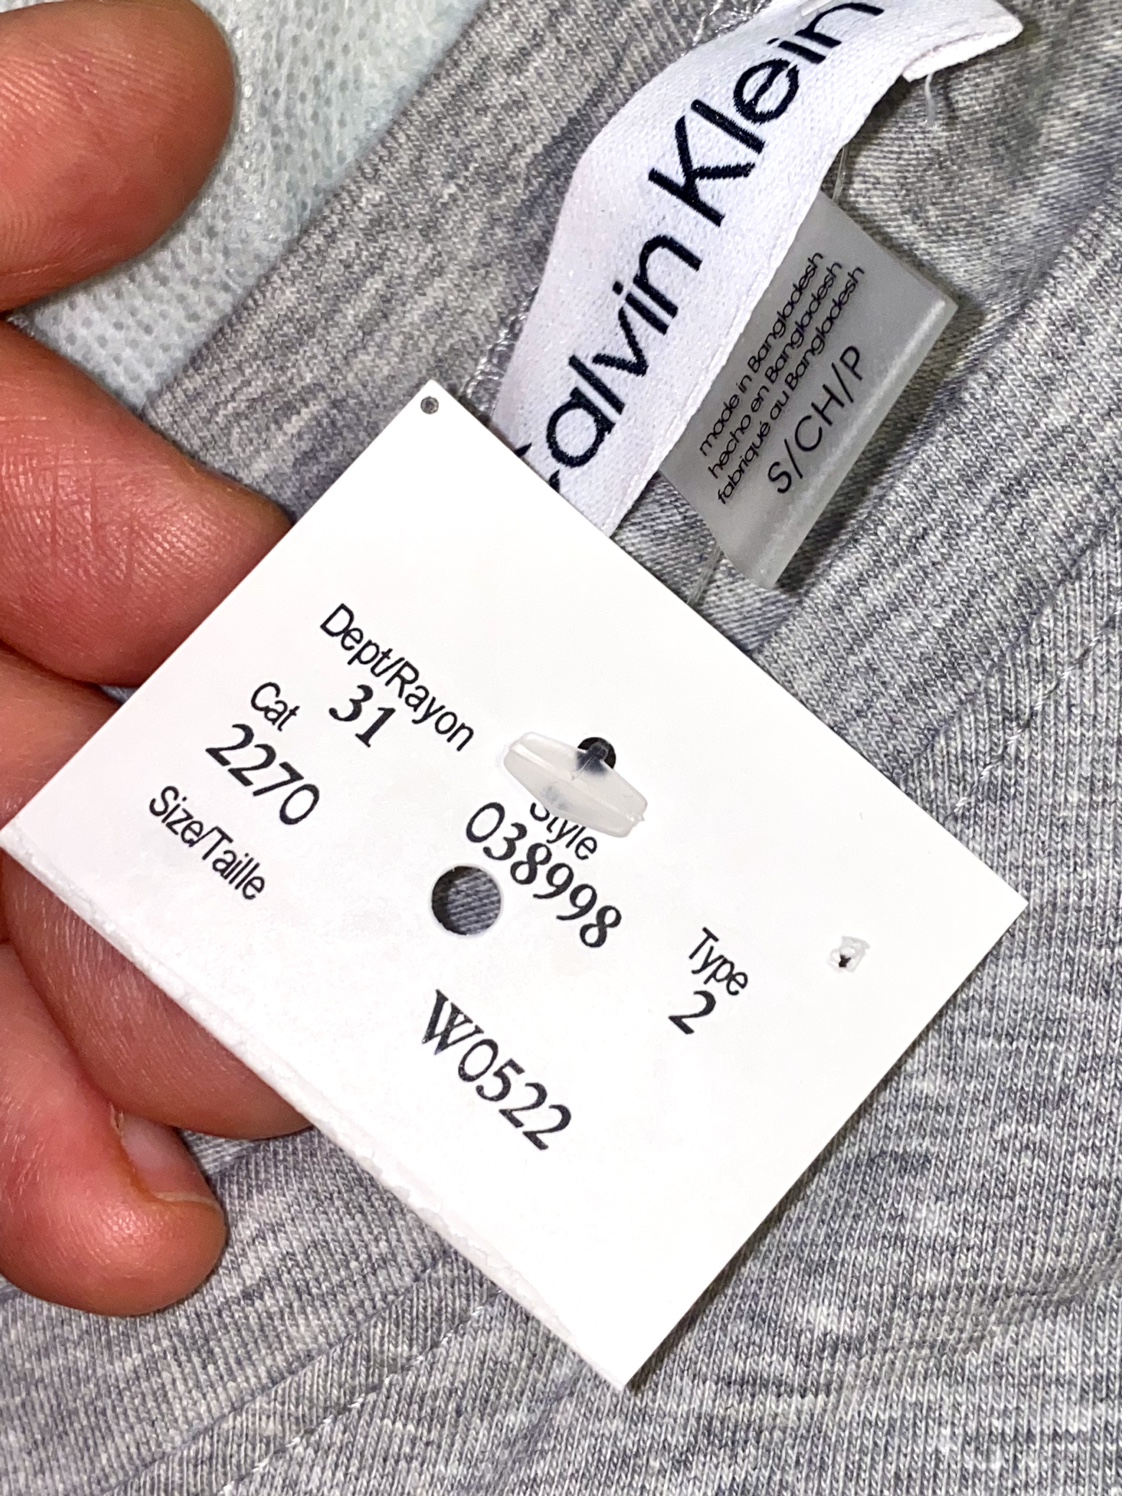 Calvin Klein
made in Bangladesh
hecho en Bangladesh
fabriqué au Bangladesh
S/CH/P
Dept/Rayon
31
Cat
2270
Size/Taille
Style
038998
Type
2
W0522